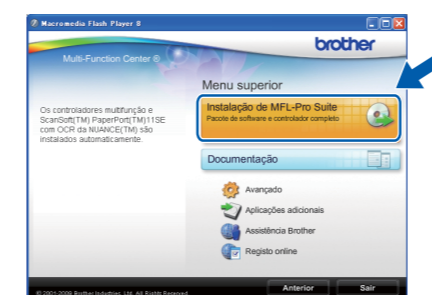 Macromedia Flash Player 8
brother
Multi-Function Center ®
Menu superior
Os controladores multifunção e
ScanSoft(TM) PaperPort(TM)11SE
com OCR da NUANCE(TM) são
instalados automaticamente.
Instalação de MFL-Pro Suite
Pacote de software e controlador completo
Documentação
Avançado
Aplicações adicionais
Assistência Brother
Registo online
© 2001-2009 Brother Industries, Ltd. All Rights Reserved.
Anterior
Sair